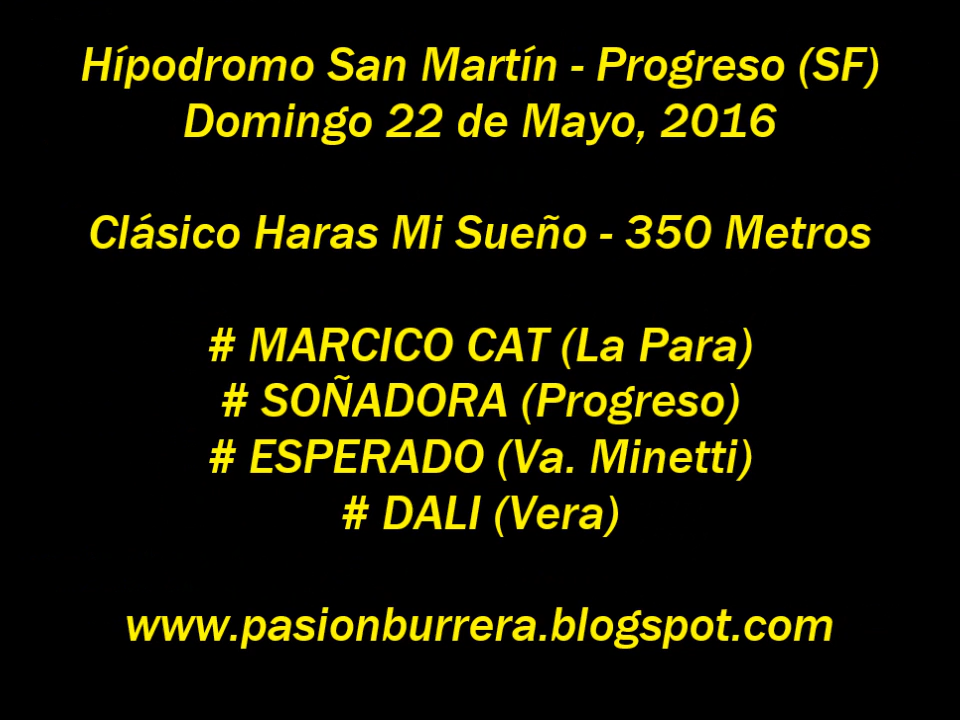 Hípodromo San Martín - Progreso (SF)
Domingo 22 de Mayo, 2016
Clásico Haras Mi Sueño - 350 Metros
# MARCICO CAT (La Para)
# SOÑADORA (Progreso)
# ESPERADO (Va. Minetti)
# DALI (Vera)
www.pasionburrera.blogspot.com